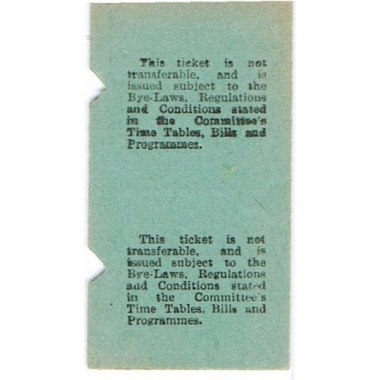 This ticket is not
transferable, and is
issued subject to the
Bye-Laws, Regulations
and Conditions stated
in the Committee's
Time Tables, Bills and
Programmes.
This ticket is not
transferable, and is
issued subject to the
Bye-Laws, Regulations
and Conditions stated
in the Committee's
Time Tables, Bills and
Programmes.